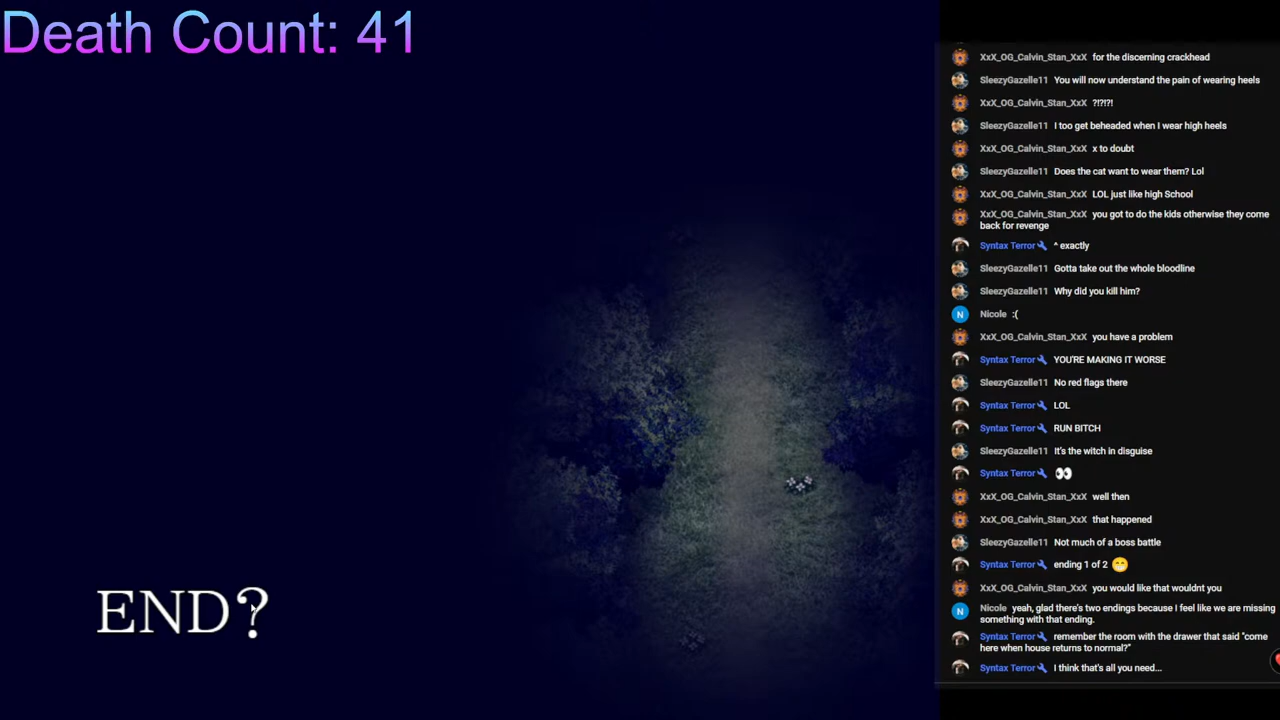 Death Count: 41
XxX_OG_Calvin_Stan_XxX for the discerning crackhead
SleezyGazelle11 You will now understand the pain of wearing heels
XxX_OG_Calvin_Stan_XxX ?!?!?!
SleezyGazelle11 I too get beheaded when I wear high heels
XxX_OG_Calvin_Stan_XxX x to doubt
SleezyGazelle11 Does the cat want to wear them? Lol
XxX_OG_Calvin_Stan_XxX LOL just like high School
XxX_OG_Calvin_Stan_XxX you got to do the kids otherwise they come
back for revenge
Syntax Terror ^ exactly
SleezyGazelle11 Gotta take out the whole bloodline
SleezyGazelle11 Why did you kill him?
N Nicole :(
XxX_OG_Calvin_Stan_XxX you have a problem
Syntax Terror YOU'RE MAKING IT WORSE
SleezyGazelle11 No red flags there
Syntax Terror LOL
Syntax Terror RUN BITCH
SleezyGazelle11 It's the witch in disguise
Syntax Terror 👀
XxX_OG_Calvin_Stan_XxX well then
XxX_OG_Calvin_Stan_XxX that happened
SleezyGazelle11 Not much of a boss battle
Syntax Terror ending 1 of 2 😁
XxX_OG_Calvin_Stan_XxX you would like that wouldnt you
N Nicole yeah, glad there's two endings because I feel like we are missing
something with that ending.
Syntax Terror remember the room with the drawer that said "come
here when house returns to normal?"
Syntax Terror I think that's all you need...
END?